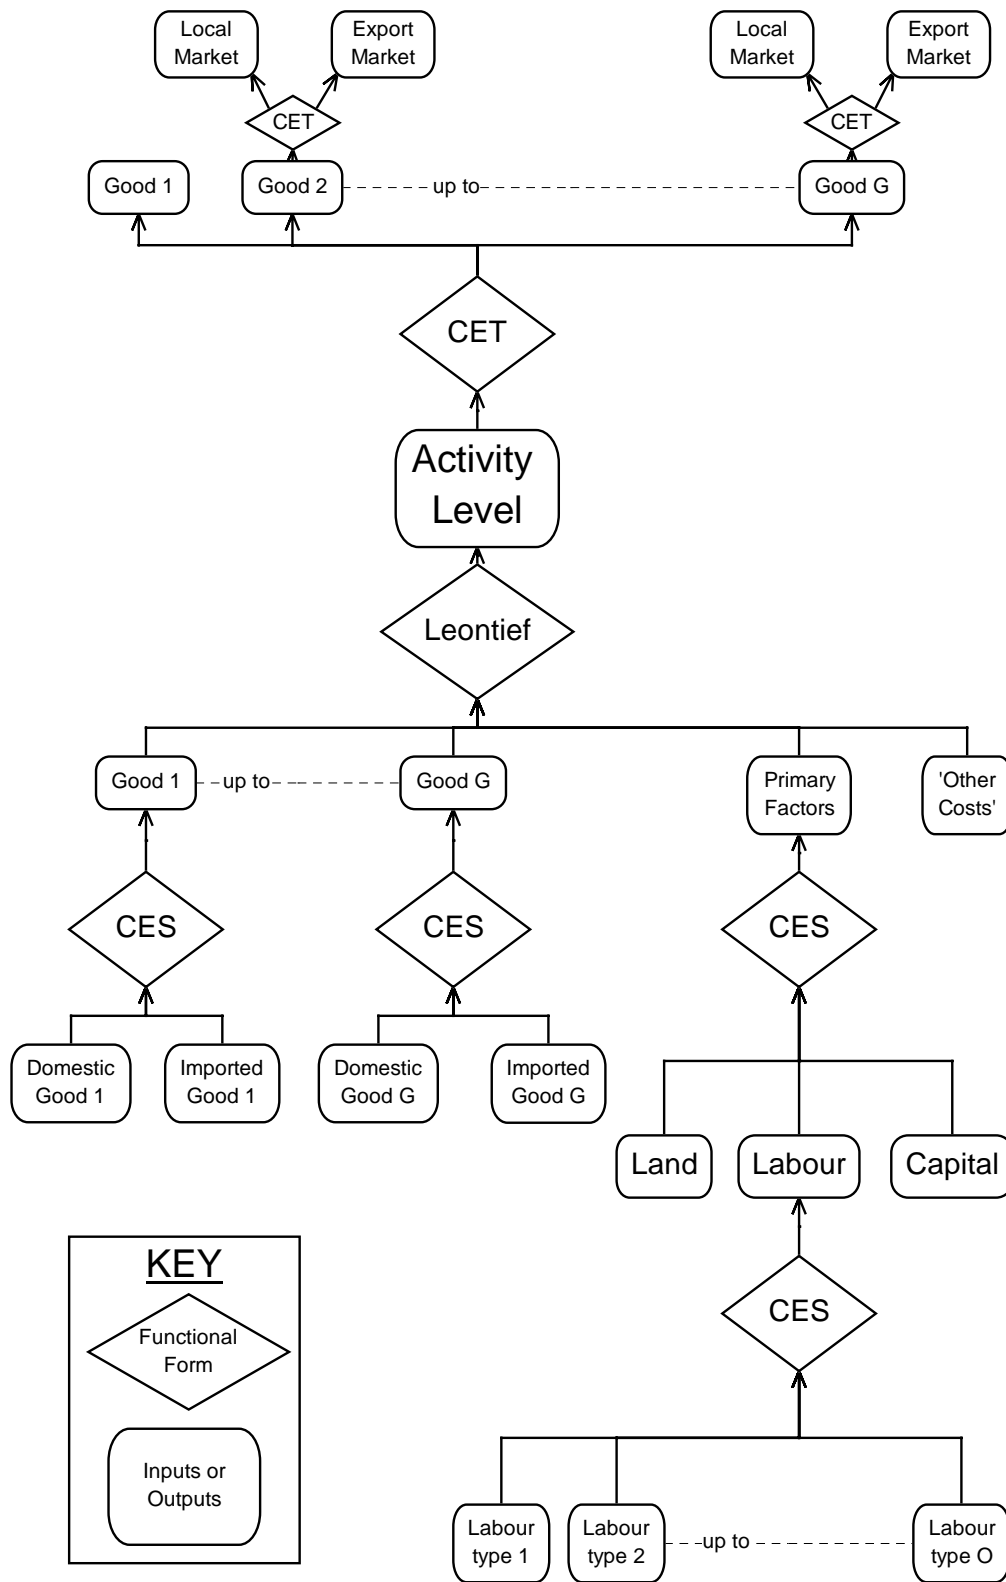 Local
Market
Export
Market
Local
Market
Export
Market
CET
CET
Good 1
Good 2
up to
Good G
CET
Activity
Level
Leontief
Good 1
up to
Good G
Primary
Factors
'Other
Costs'
CES
CES
CES
Domestic
Good 1
Imported
Good 1
Domestic
Good G
Imported
Good G
Land
Labour
Capital
KEY
Functional
Form
Inputs or
Outputs
CES
Labour
type 1
Labour
type 2
up to
Labour
type O